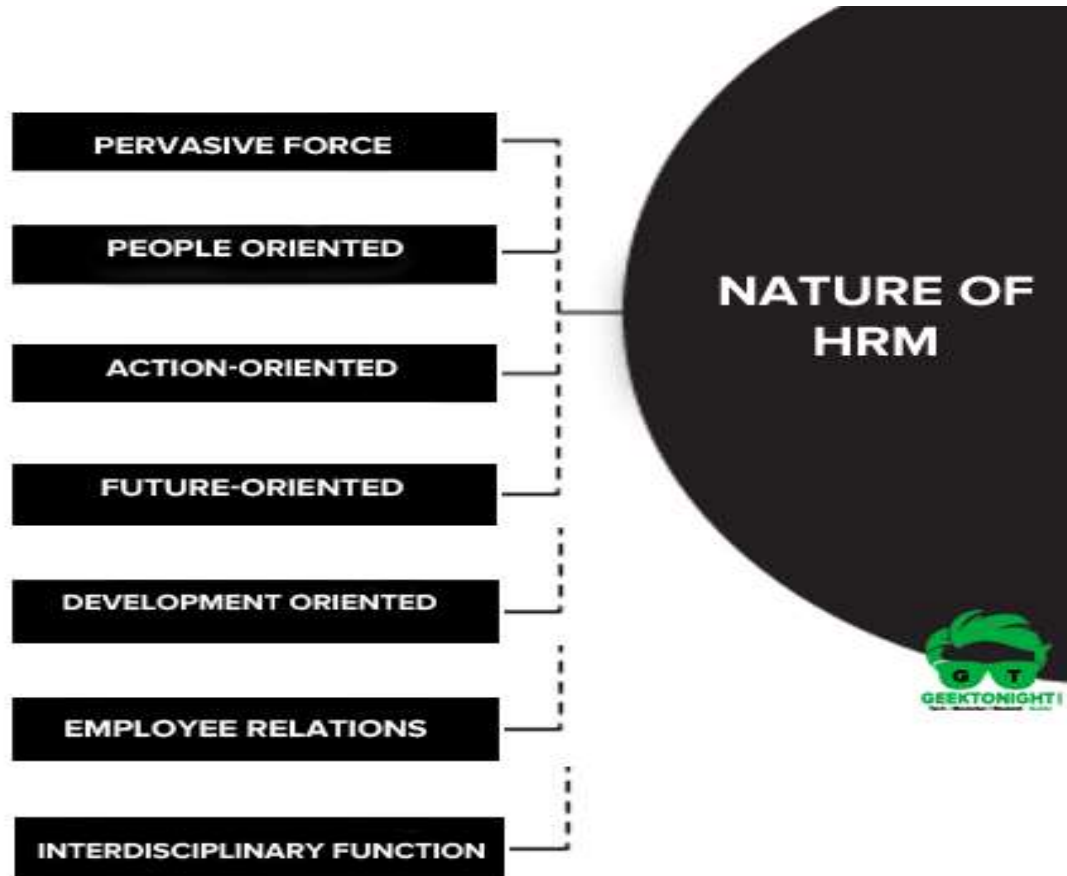 PERVASIVE FORCE
PEOPLE ORIENTED
ACTION-ORIENTED
FUTURE-ORIENTED
DEVELOPMENT ORIENTED
EMPLOYEE RELATIONS
INTERDISCIPLINARY FUNCTION
NATURE OF
HRM
G T
GEEKTONIGHT